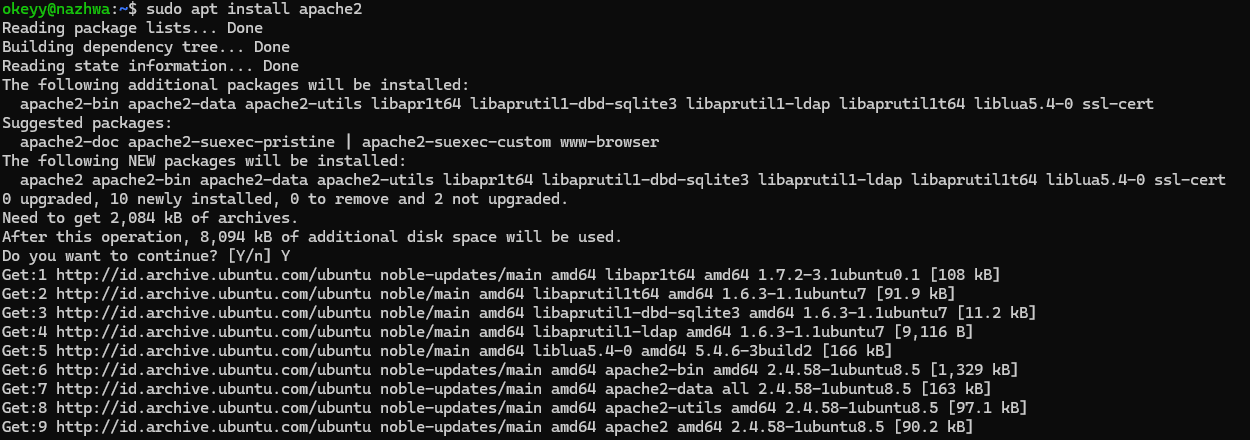 okeyy@nazhwa:~$ sudo apt install apache2
Reading package lists... Done
Building dependency tree... Done
Reading state information... Done
The following additional packages will be installed:
  apache2-bin apache2-data apache2-utils libapr1t64 libaprutil1-dbd-sqlite3 libaprutil1-ldap libaprutil1t64 liblua5.4-0 ssl-cert
Suggested packages:
  apache2-doc apache2-suexec-pristine | apache2-suexec-custom www-browser
The following NEW packages will be installed:
  apache2 apache2-bin apache2-data apache2-utils libapr1t64 libaprutil1-dbd-sqlite3 libaprutil1-ldap libaprutil1t64 liblua5.4-0 ssl-cert
0 upgraded, 10 newly installed, 0 to remove and 2 not upgraded.
Need to get 2,084 kB of archives.
After this operation, 8,094 kB of additional disk space will be used.
Do you want to continue? [Y/n] Y
Get:1 http://id.archive.ubuntu.com/ubuntu noble-updates/main amd64 libapr1t64 amd64 1.7.2-3.1ubuntu0.1 [108 kB]
Get:2 http://id.archive.ubuntu.com/ubuntu noble/main amd64 libaprutil1t64 amd64 1.6.3-1.1ubuntu7 [91.9 kB]
Get:3 http://id.archive.ubuntu.com/ubuntu noble/main amd64 libaprutil1-dbd-sqlite3 amd64 1.6.3-1.1ubuntu7 [11.2 kB]
Get:4 http://id.archive.ubuntu.com/ubuntu noble/main amd64 libaprutil1-ldap amd64 1.6.3-1.1ubuntu7 [9,116 B]
Get:5 http://id.archive.ubuntu.com/ubuntu noble/main amd64 liblua5.4-0 amd64 5.4.6-3build2 [166 kB]
Get:6 http://id.archive.ubuntu.com/ubuntu noble-updates/main amd64 apache2-bin amd64 2.4.58-1ubuntu8.5 [1,329 kB]
Get:7 http://id.archive.ubuntu.com/ubuntu noble-updates/main amd64 apache2-data all 2.4.58-1ubuntu8.5 [163 kB]
Get:8 http://id.archive.ubuntu.com/ubuntu noble-updates/main amd64 apache2-utils amd64 2.4.58-1ubuntu8.5 [97.1 kB]
Get:9 http://id.archive.ubuntu.com/ubuntu noble-updates/main amd64 apache2 amd64 2.4.58-1ubuntu8.5 [90.2 kB]